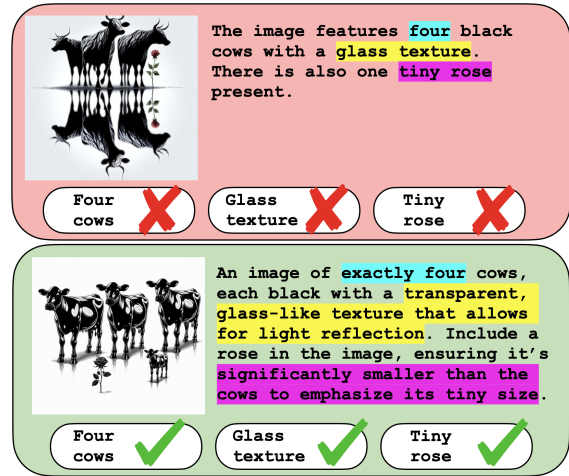 The image features four black
cows with a glass texture.
There is also one tiny rose
present.
Four
cows
Glass
texture
Tiny
rose
An image of exactly four cows,
each black with a transparent,
glass-like texture that allows
for light reflection. Include a
rose in the image, ensuring it's
significantly smaller than the
cows to emphasize its tiny size.
Four
cows
Glass
texture
Tiny
rose